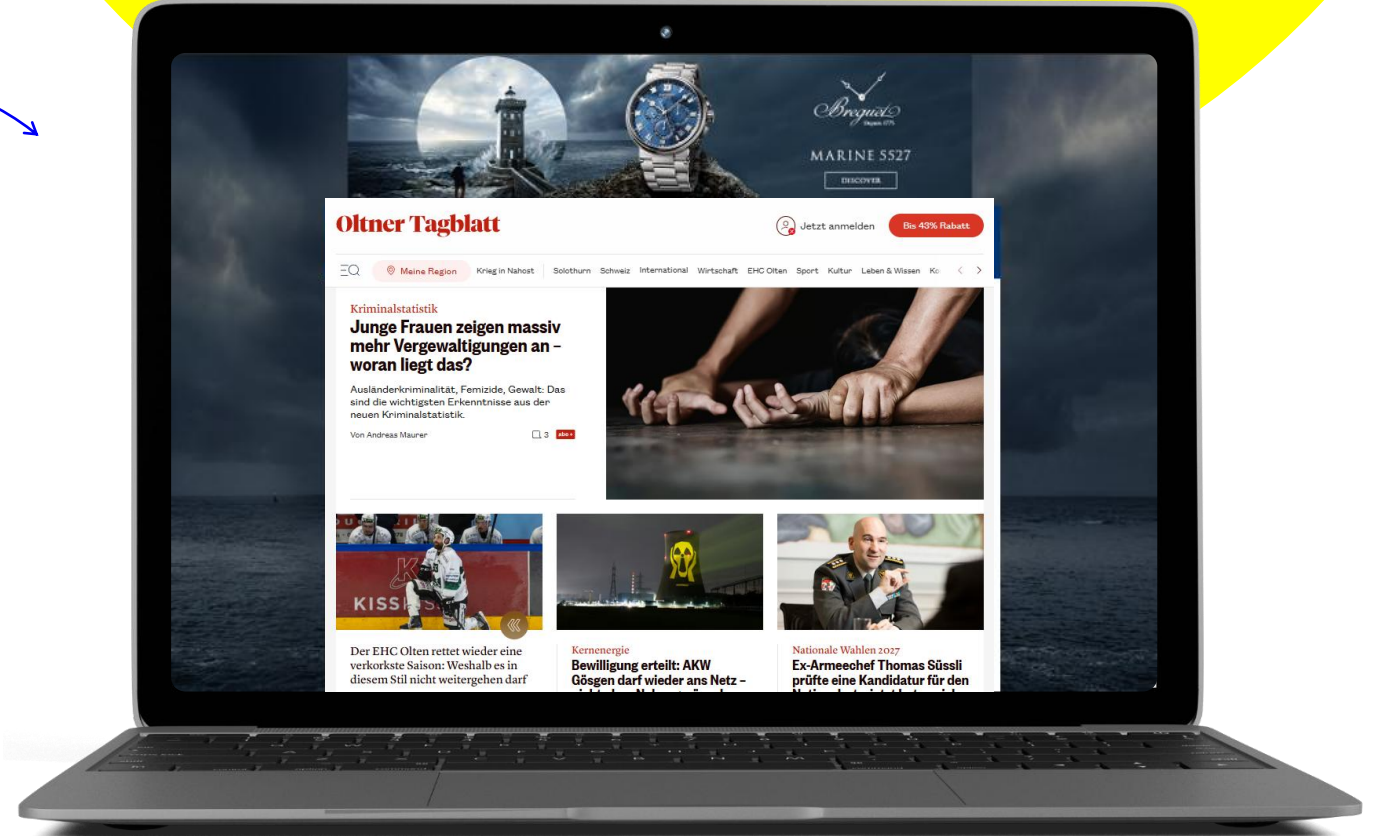 Breguet
Depuis 1775
MARINE 5527
DISCOVER
Oltner Tagblatt
Jetzt anmelden
Bis 43% Rabatt
Meine Region Krieg in Nahost Solothurn Schweiz International Wirtschaft EHC Olten Sport Kultur Leben & Wissen
Kriminalstatistik
Junge Frauen zeigen massiv
mehr Vergewaltigungen an –
woran liegt das?
Ausländerkriminalität, Femizide, Gewalt: Das
sind die wichtigsten Erkenntnisse aus der
neuen Kriminalstatistik.
Von Andreas Maurer
3 abo+
KISS
Der EHC Olten rettet wieder eine
verkorkste Saison: Weshalb es in
diesem Stil nicht weitergehen darf
Kernenergie
Bewilligung erteilt: AKW
Gösgen darf wieder ans Netz –
Nationale Wahlen 2027
Ex-Armeechef Thomas Süssli
prüfte eine Kandidatur für den